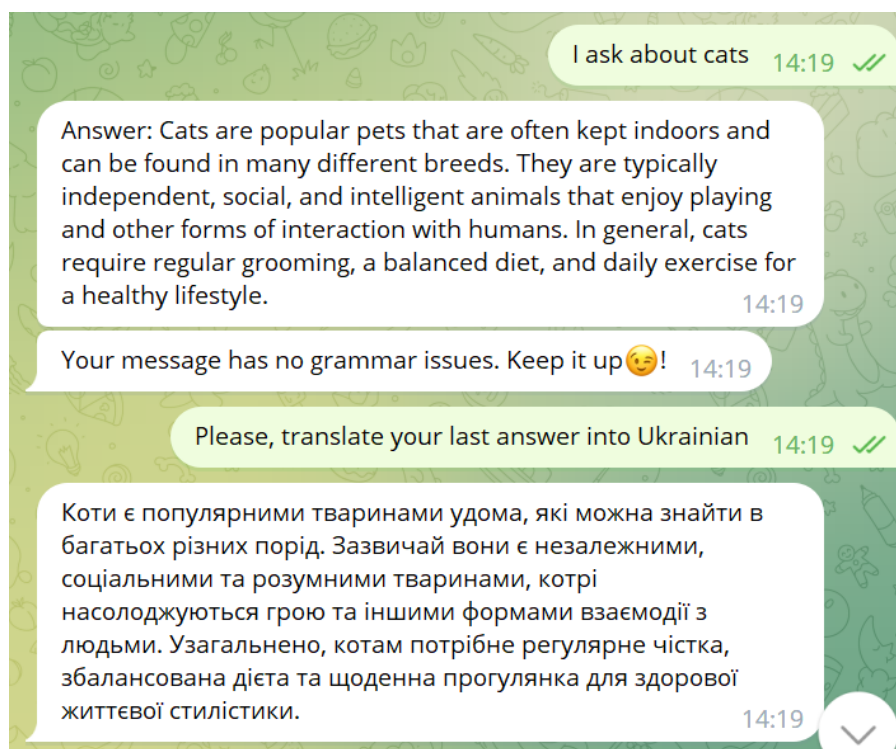 I ask about cats 14:19
Answer: Cats are popular pets that are often kept indoors and
can be found in many different breeds. They are typically
independent, social, and intelligent animals that enjoy playing
and other forms of interaction with humans. In general, cats
require regular grooming, a balanced diet, and daily exercise for
a healthy lifestyle.
14:19
Your message has no grammar issues. Keep it up😉! 14:19
Please, translate your last answer into Ukrainian 14:19
Коти є популярними тваринами удома, які можна знайти в
багатьох різних порід. Зазвичай вони є незалежними,
соціальними та розумними тваринами, котрі
насолоджуються грою та іншими формами взаємодії з
людьми. Узагальнено, котам потрібне регулярне чістка,
збалансована дієта та щоденна прогулянка для здорової
життєвої стилістики.
14:19